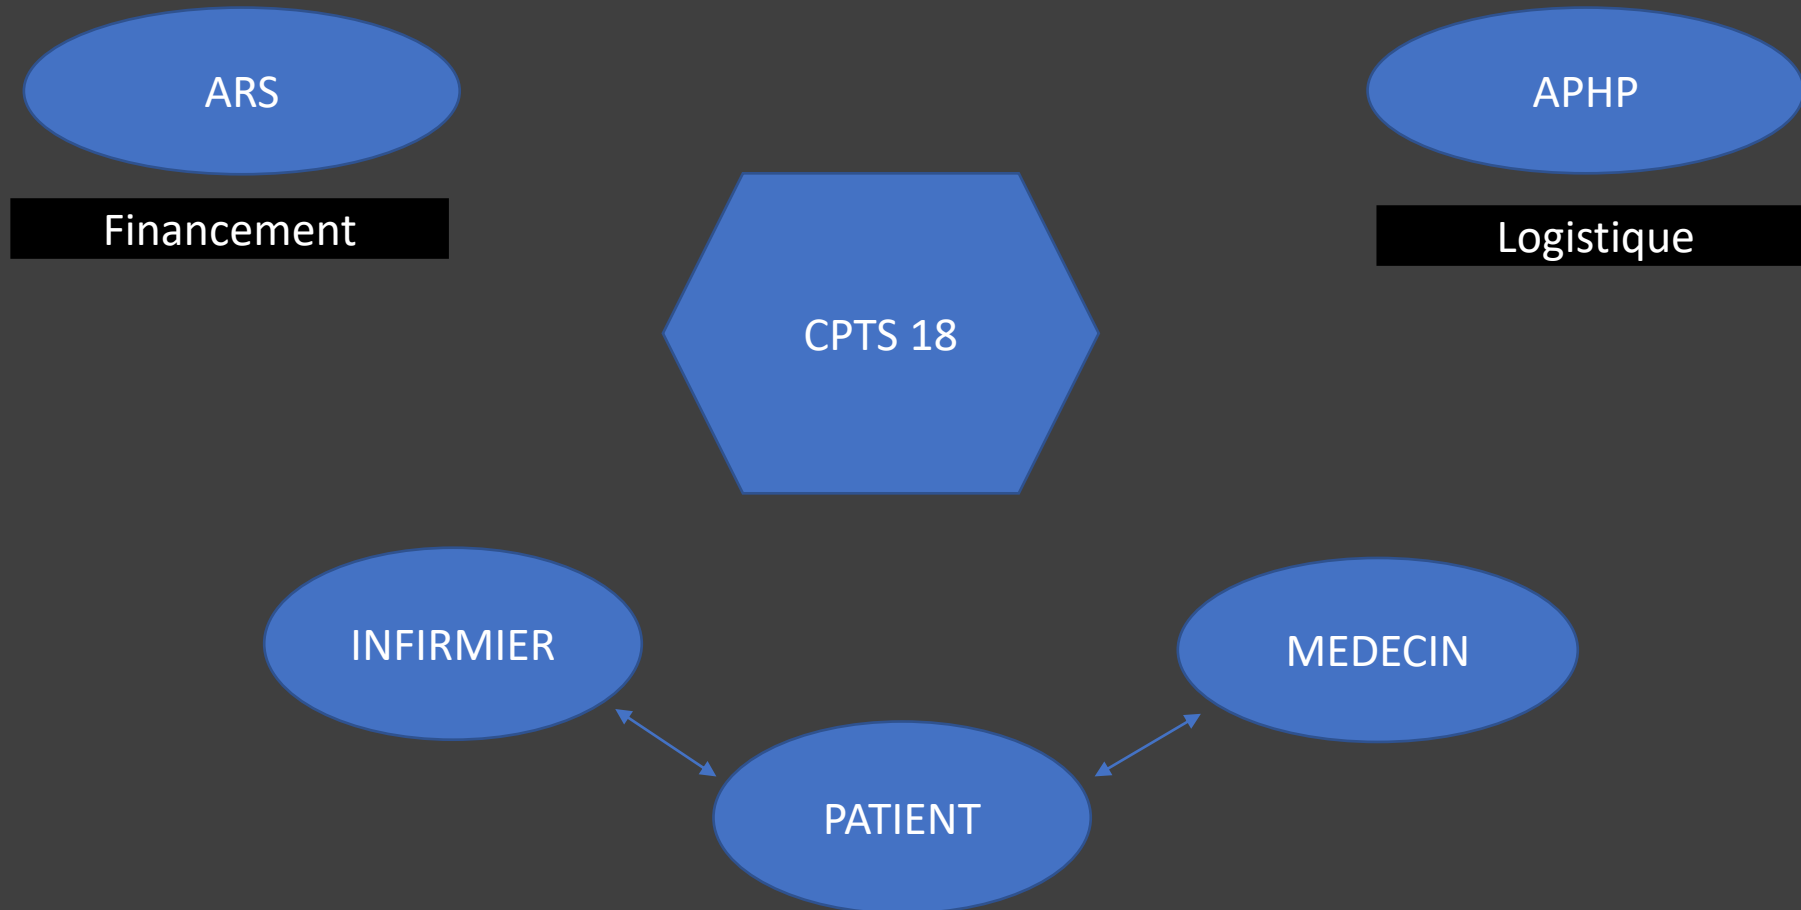 ARS
APHP
Financement
Logistique
CPTS 18
INFIRMIER
MEDECIN
PATIENT